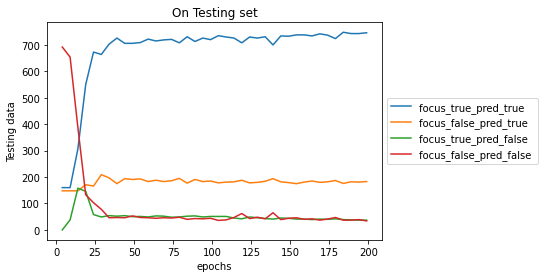 On Testing set
700
600
500
400
300
200
100
0
Testing data
0
25
50
75
100
125
150
175
200
epochs
focus_true_pred_true
focus_false_pred_true
focus_true_pred_false
focus_false_pred_false